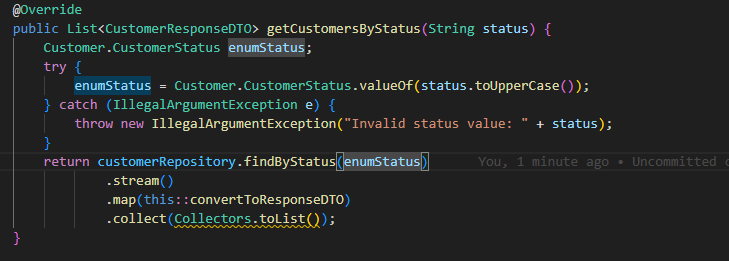 @Override
public List<CustomerResponseDTO> getCustomersByStatus(String status) {
    Customer.CustomerStatus enumStatus;
    try {
        enumStatus = Customer.CustomerStatus.valueOf(status.toUpperCase());
    } catch (IllegalArgumentException e) {
        throw new IllegalArgumentException("Invalid status value: " + status);
    }
    return customerRepository.findByStatus(enumStatus)      You, 1 minute ago • Uncommitted c
            .stream()
            .map(this::convertToResponseDTO)
            .collect(Collectors.toList());
}